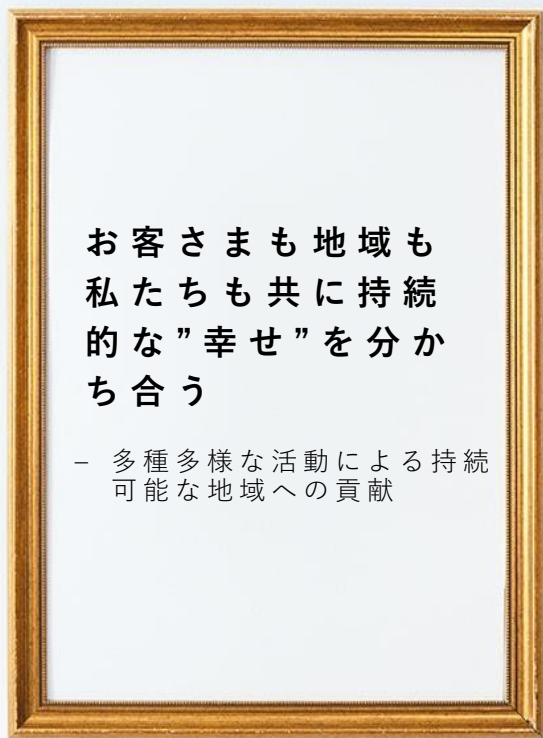 お客さまも地域も
私たちも共に持続
的な”幸せ”を分か
ち合う
– 多種多様な活動による持続
可能な地域への貢献